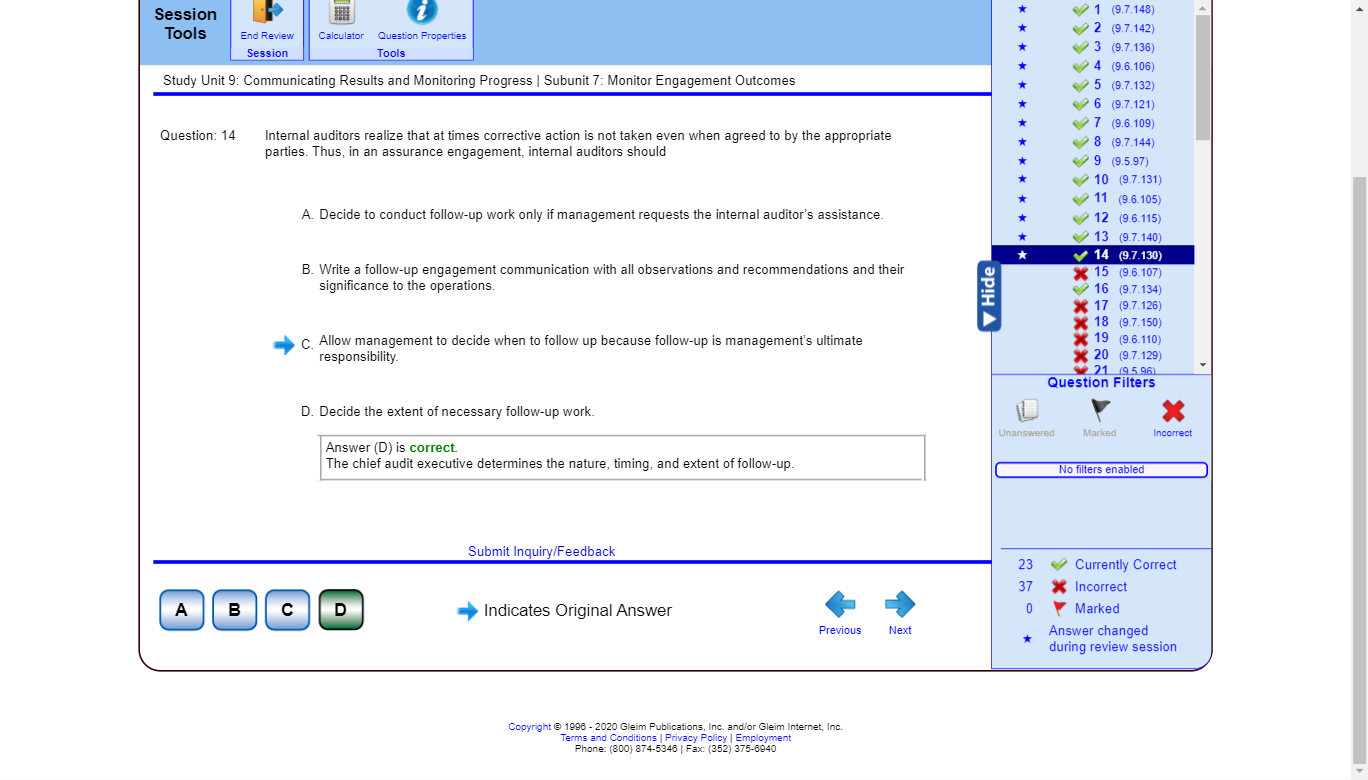 Session
Tools
End Review
Session
Calculator
Question Properties
Tools
Study Unit 9: Communicating Results and Monitoring Progress | Subunit 7: Monitor Engagement Outcomes
Question: 14
Internal auditors realize that at times corrective action is not taken even when agreed to by the appropriate
parties. Thus, in an assurance engagement, internal auditors should
A. Decide to conduct follow-up work only if management requests the internal auditor's assistance.
B. Write a follow-up engagement communication with all observations and recommendations and their
significance to the operations.
C. Allow management to decide when to follow up because follow-up is management's ultimate
responsibility.
D. Decide the extent of necessary follow-up work.
Answer (D) is correct.
The chief audit executive determines the nature, timing, and extent of follow-up.
Submit Inquiry/Feedback
A
B
C
D
Indicates Original Answer
Previous
Next
1 (9.7.148)
2 (9.7.142)
3 (9.7.136)
4 (9.6.106)
5 (9.7.132)
6 (9.7.121)
7 (9.6.109)
8 (9.7.144)
9 (9.5.97)
10 (9.7.131)
11 (9.6.105)
12 (9.6.115)
13 (9.7.140)
14 (9.7.130)
15 (9.6.107)
16 (9.7.134)
17 (9.7.126)
18 (9.7.150)
19 (9.6.110)
20 (9.7.129)
21 (9.5.96)
Hide
Question Filters
Unanswered
Marked
Incorrect
No filters enabled
23 Currently Correct
37 Incorrect
0 Marked
Answer changed
during review session
Copyright © 1996 - 2020 Gleim Publications, Inc. and/or Gleim Internet, Inc.
Terms and Conditions | Privacy Policy | Employment
Phone: (800) 874-5346 | Fax: (352) 375-6940